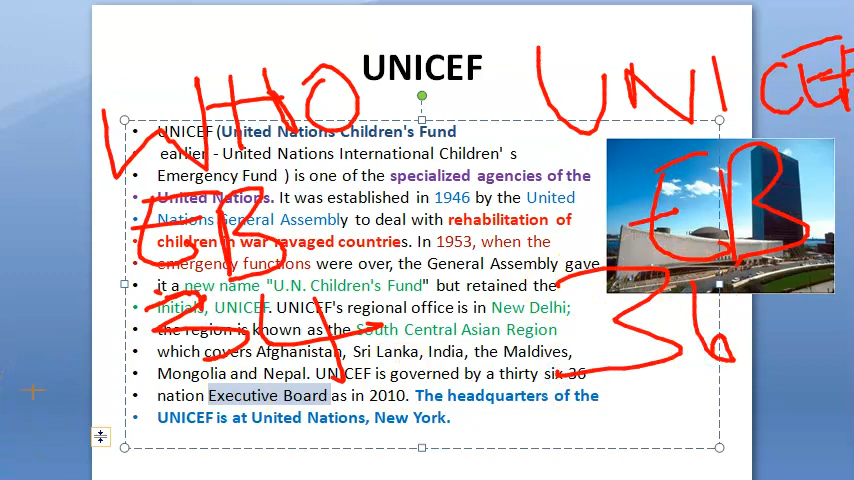 UNICEF
WHO
UNICEF
UNICEF (United Nations Children's Fund
earlier - United Nations International Children' s
Emergency Fund ) is one of the specialized agencies of the
United Nations. It was established in 1946 by the United
Nations General Assembly to deal with rehabilitation of
children in war ravaged countries. In 1953, when the
emergency functions were over, the General Assembly gave
it a new name "U.N. Children's Fund" but retained the
initials, UNICEF. UNICEF's regional office is in New Delhi;
the region is known as the South Central Asian Region
which covers Afghanistan, Sri Lanka, India, the Maldives,
Mongolia and Nepal. UNICEF is governed by a thirty six 36
nation Executive Board as in 2010. The headquarters of the
UNICEF is at United Nations, New York.
EB
EB
34
36